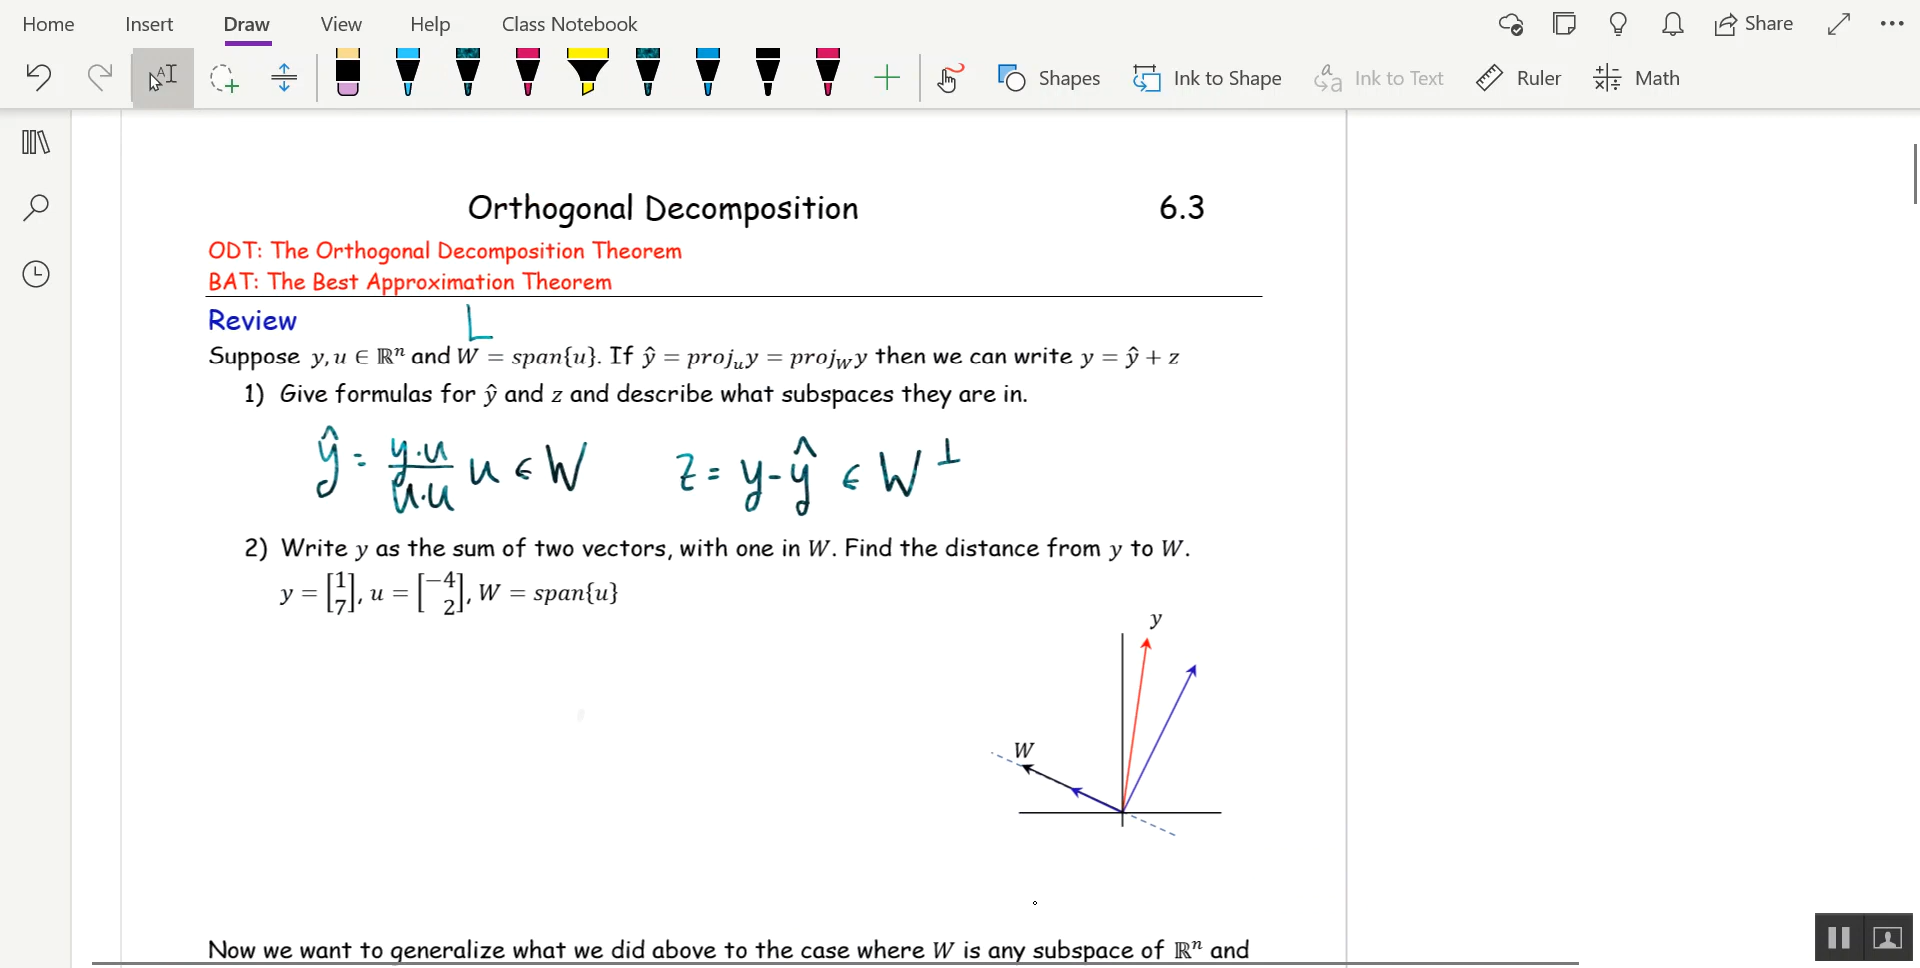 Home Insert Draw View Help Class Notebook Share
Shapes Ink to Shape Ink to Text Ruler Math
Orthogonal Decomposition 6.3
ODT: The Orthogonal Decomposition Theorem
BAT: The Best Approximation Theorem
Review
L
Suppose y, u ∈ ℝⁿ and W = span{u}. If ŷ = proj_u y = proj_W y then we can write y = ŷ + z
1) Give formulas for ŷ and z and describe what subspaces they are in.
ŷ = (y·u)/(u·u) u ∈ W z = y - ŷ ∈ W^⊥
2) Write y as the sum of two vectors, with one in W. Find the distance from y to W.
y = [1 7], u = [-4 2], W = span{u}
y
W
Now we want to generalize what we did above to the case where W is any subspace of ℝⁿ and